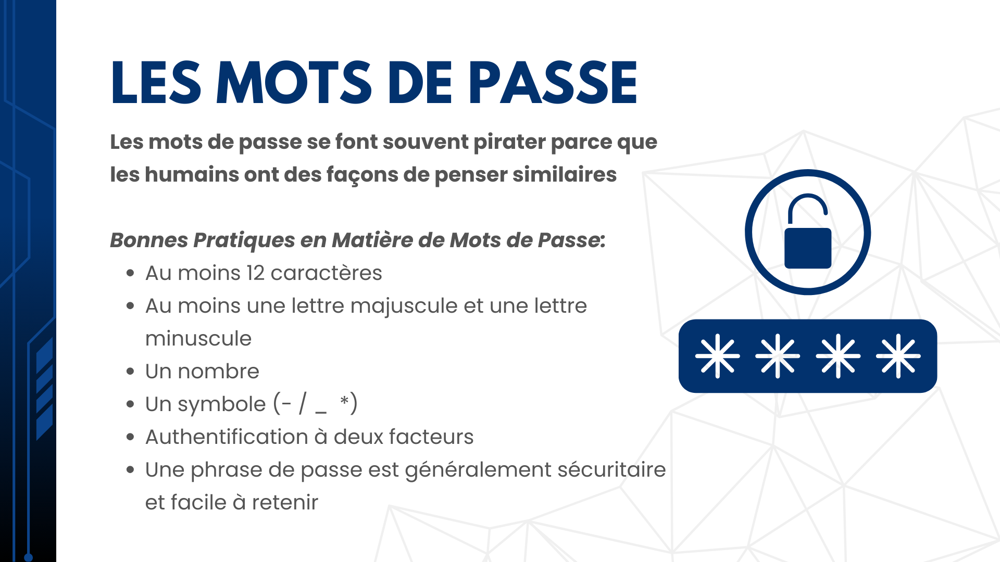 LES MOTS DE PASSE
Les mots de passe se font souvent pirater parce que
les humains ont des façons de penser similaires
Bonnes Pratiques en Matière de Mots de Passe:
• Au moins 12 caractères
• Au moins une lettre majuscule et une lettre
minuscule
• Un nombre
• Un symbole (- / _ *)
• Authentification à deux facteurs
• Une phrase de passe est généralement sécuritaire
et facile à retenir